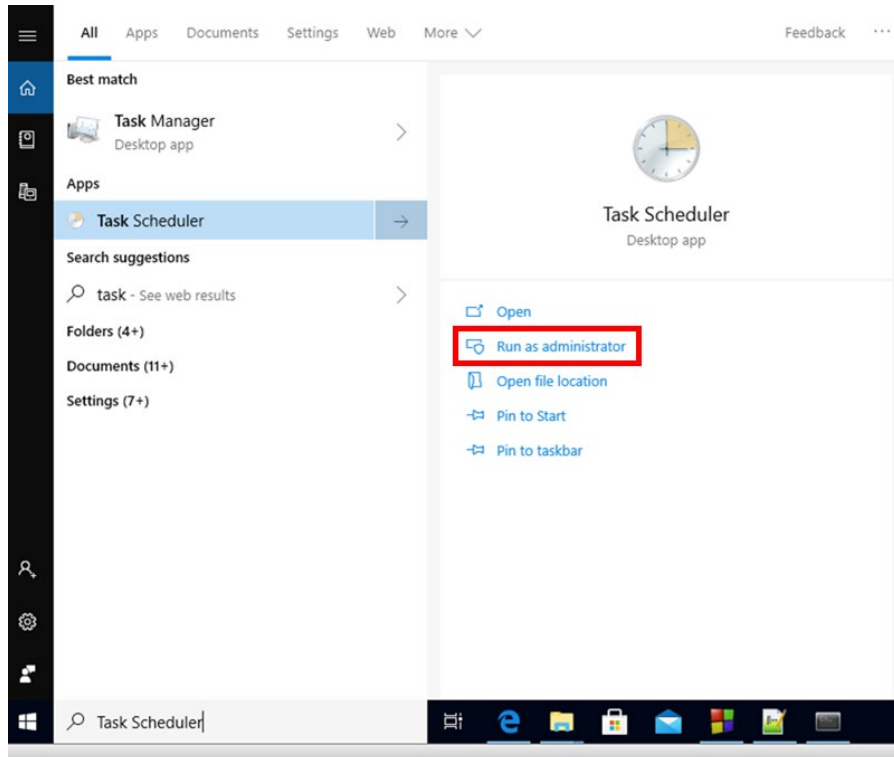 All Apps Documents Settings Web More Feedback ...
Best match
Task Manager
Desktop app
Apps
Task Scheduler
Search suggestions
task - See web results
Folders (4+)
Documents (11+)
Settings (7+)
Task Scheduler
Desktop app
Open
Run as administrator
Open file location
Pin to Start
Pin to taskbar
Task Scheduler